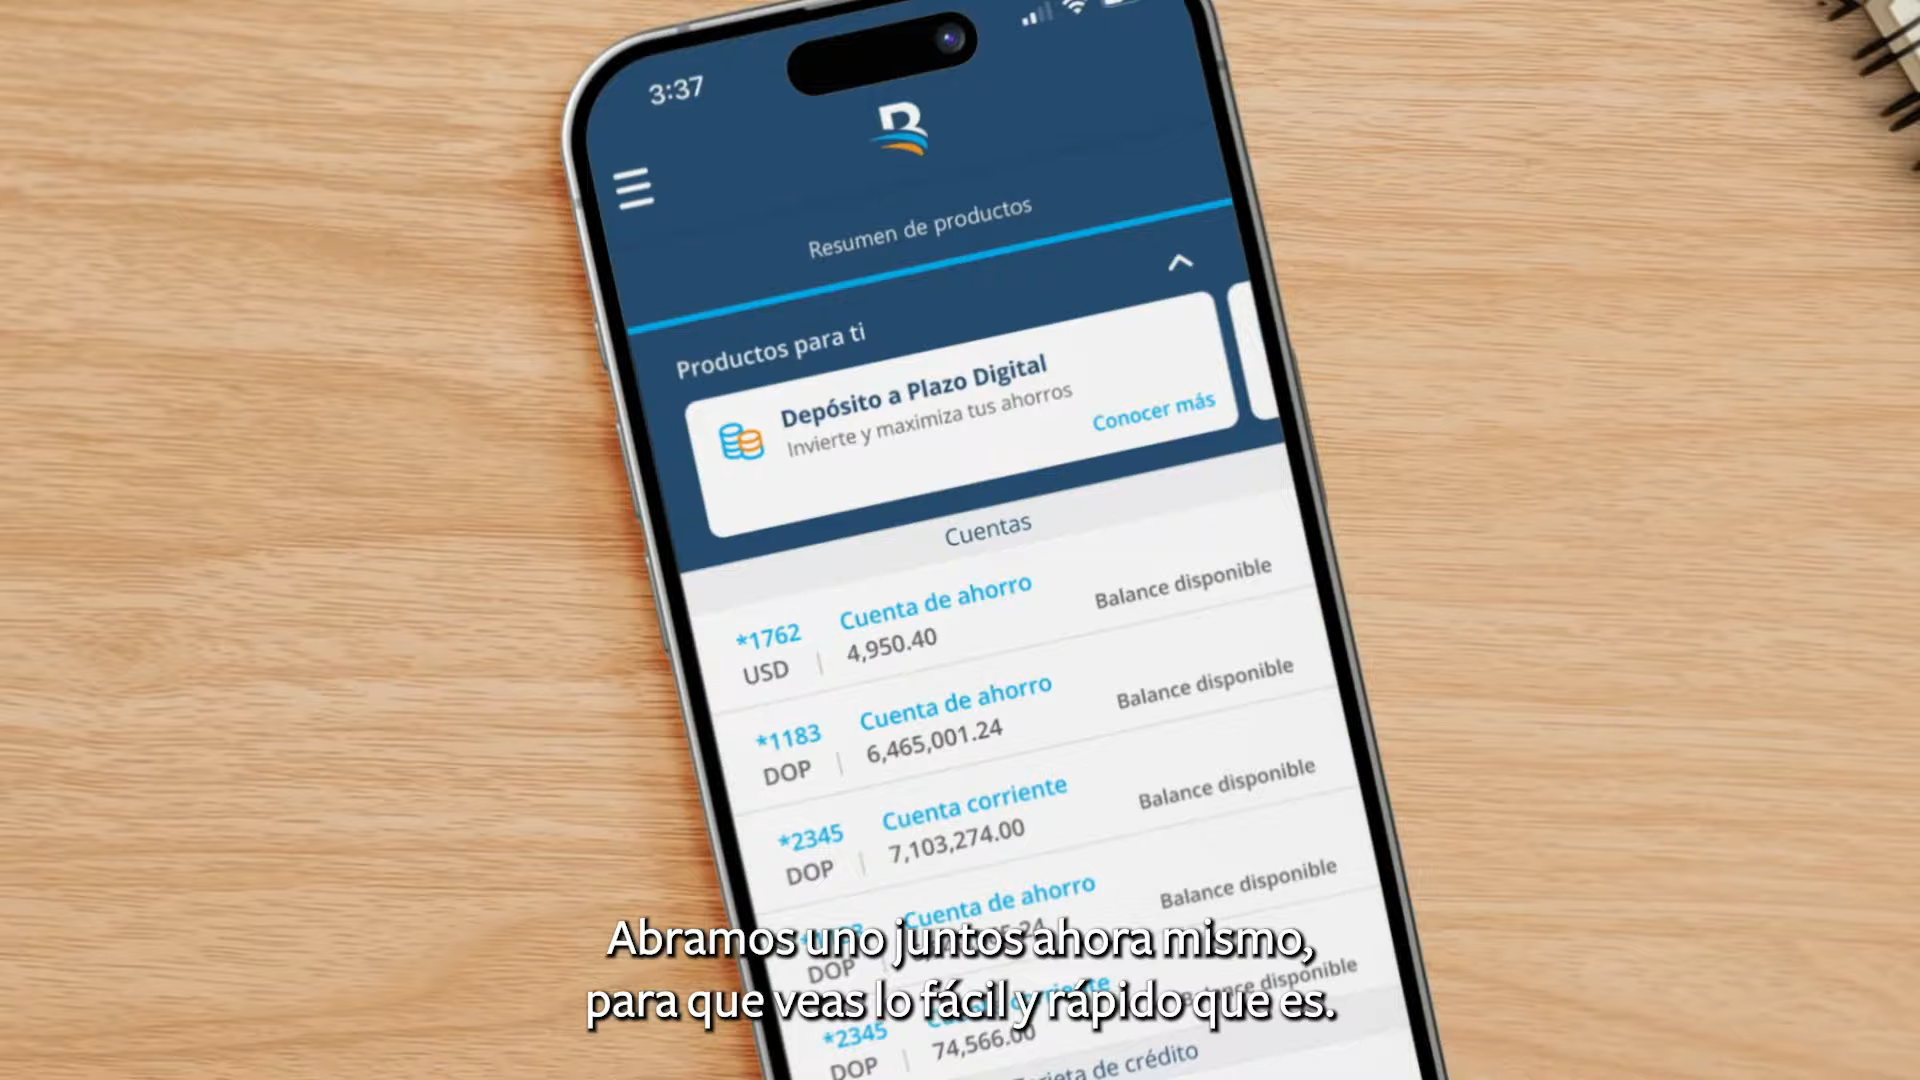 3:37
B
Resumen de productos
Productos para ti
Depósito a Plazo Digital
Invierte y maximiza tus ahorros
Conocer más
Cuentas
*1762 Cuenta de ahorro Balance disponible
USD 4,950.40
*1183 Cuenta de ahorro Balance disponible
DOP 6,465,001.24
*2345 Cuenta corriente Balance disponible
DOP 7,103,274.00
Cuenta de ahorro Balance disponible
DOP
Abramos uno juntos ahora mismo,
para que veas lo fácil y rápido que es.
*2345 disponible
DOP 74,566.00
de crédito